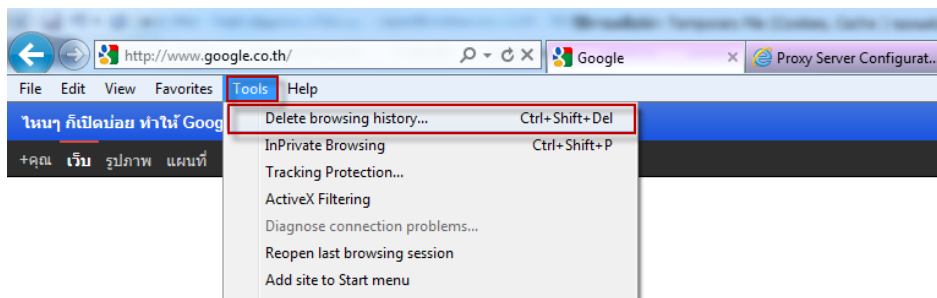 http://www.google.co.th/
Google
Proxy Server Configurat...
File Edit View Favorites Tools Help
ไหนๆ ก็เปิดบ่อย ทำให้ Goog
Delete browsing history... Ctrl+Shift+Del
+คุณ เว็บ รูปภาพ แผนที่
InPrivate Browsing Ctrl+Shift+P
Tracking Protection...
ActiveX Filtering
Diagnose connection problems...
Reopen last browsing session
Add site to Start menu